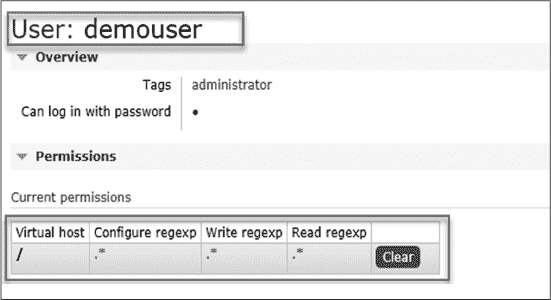 User: demouser
Overview
Tags administrator
Can log in with password •
Permissions
Current permissions
Virtual host Configure regexp Write regexp Read regexp
/ .* .* .* Clear